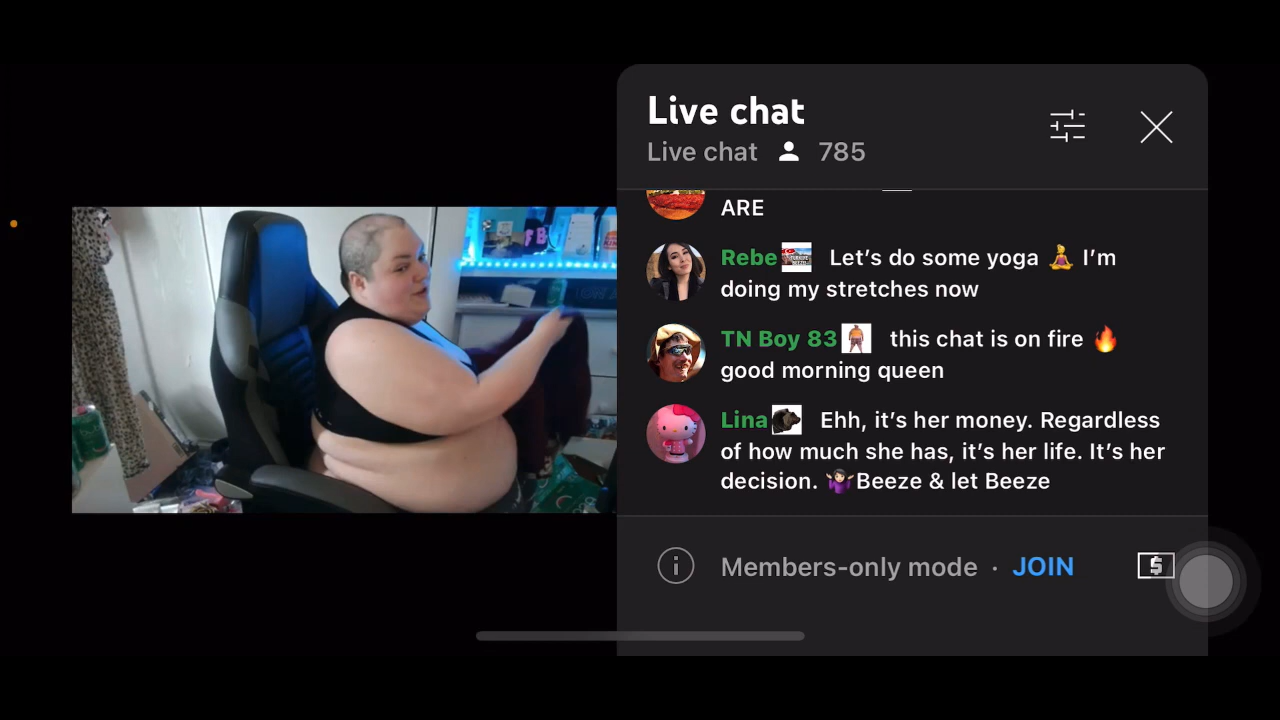 Live chat
Live chat 785
ARE
Rebe Let's do some yoga 🧘 I'm
doing my stretches now
TN Boy 83 this chat is on fire 🔥
good morning queen
Lina Ehh, it's her money. Regardless
of how much she has, it's her life. It's her
decision. 🤷🏻‍♀️Beeze & let Beeze
Members-only mode · JOIN
$